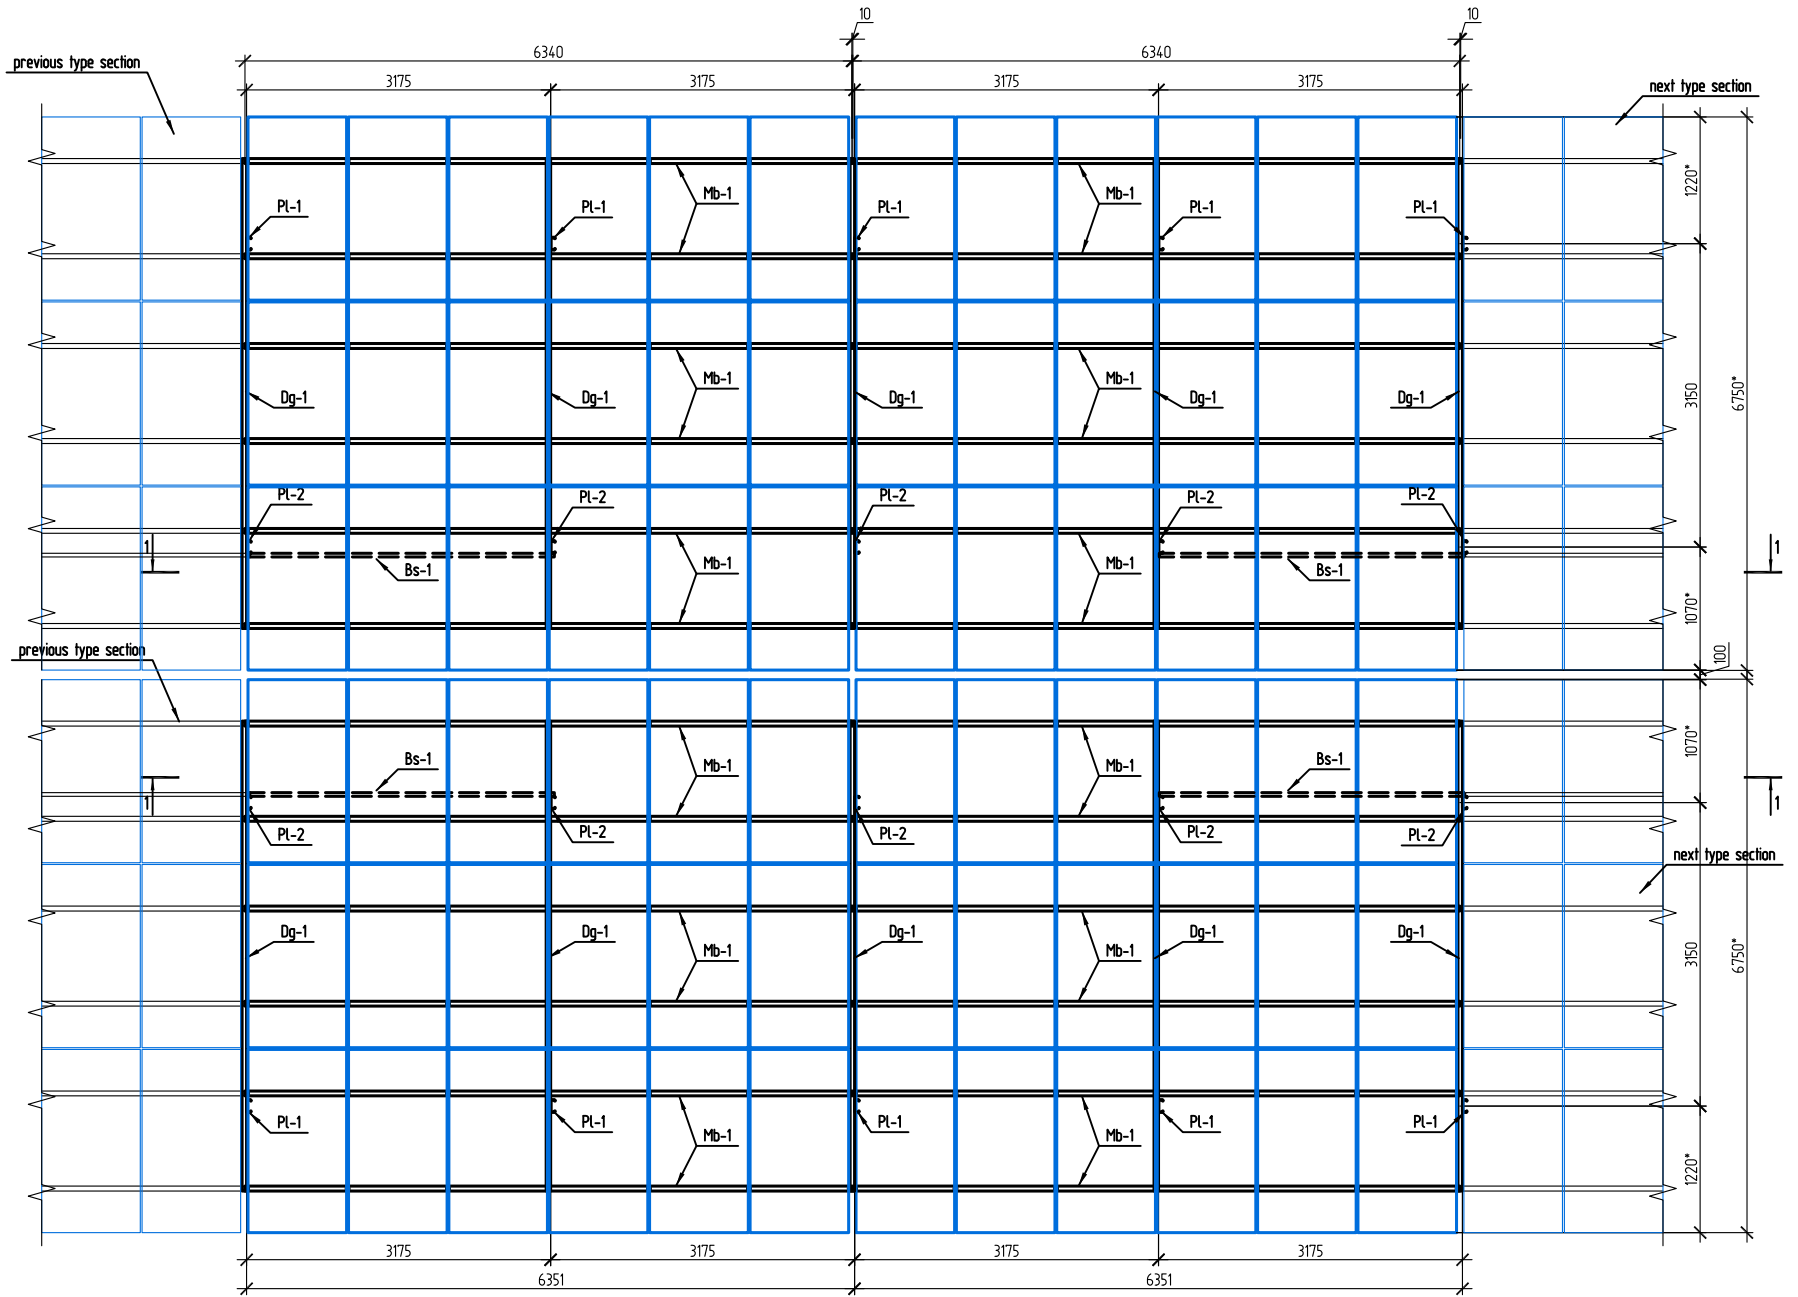 10
10
6340
6340
previous type section
3175
3175
3175
3175
next type section
1220*
Mb-1
Mb-1
Pl-1
Pl-1
Pl-1
Pl-1
Pl-1
Mb-1
Mb-1
Dg-1
Dg-1
Dg-1
Dg-1
Dg-1
3150
6750*
Pl-2
Pl-2
Pl-2
Pl-2
Pl-2
1
1
Bs-1
Mb-1
Mb-1
Bs-1
1070*
previous type section
100
Bs-1
Mb-1
Mb-1
Bs-1
1070*
1
1
Pl-2
Pl-2
Pl-2
Pl-2
Pl-2
next type section
Dg-1
Dg-1
Dg-1
Dg-1
Dg-1
Mb-1
Mb-1
3150
6750*
Pl-1
Pl-1
Pl-1
Pl-1
Pl-1
Mb-1
Mb-1
1220*
3175
3175
3175
3175
6351
6351